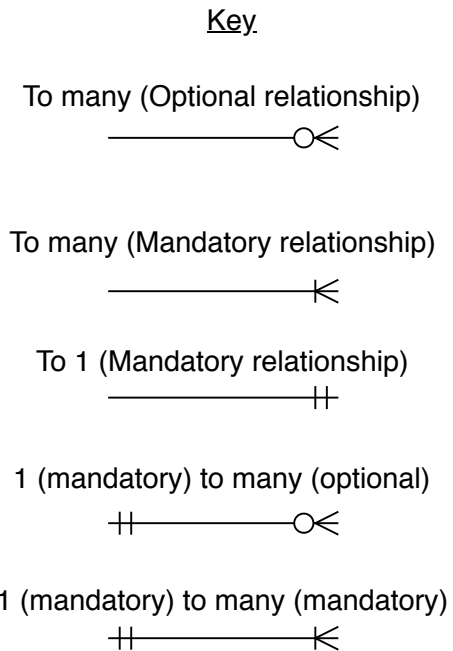 Key
To many (Optional relationship)
To many (Mandatory relationship)
To 1 (Mandatory relationship)
1 (mandatory) to many (optional)
1 (mandatory) to many (mandatory)